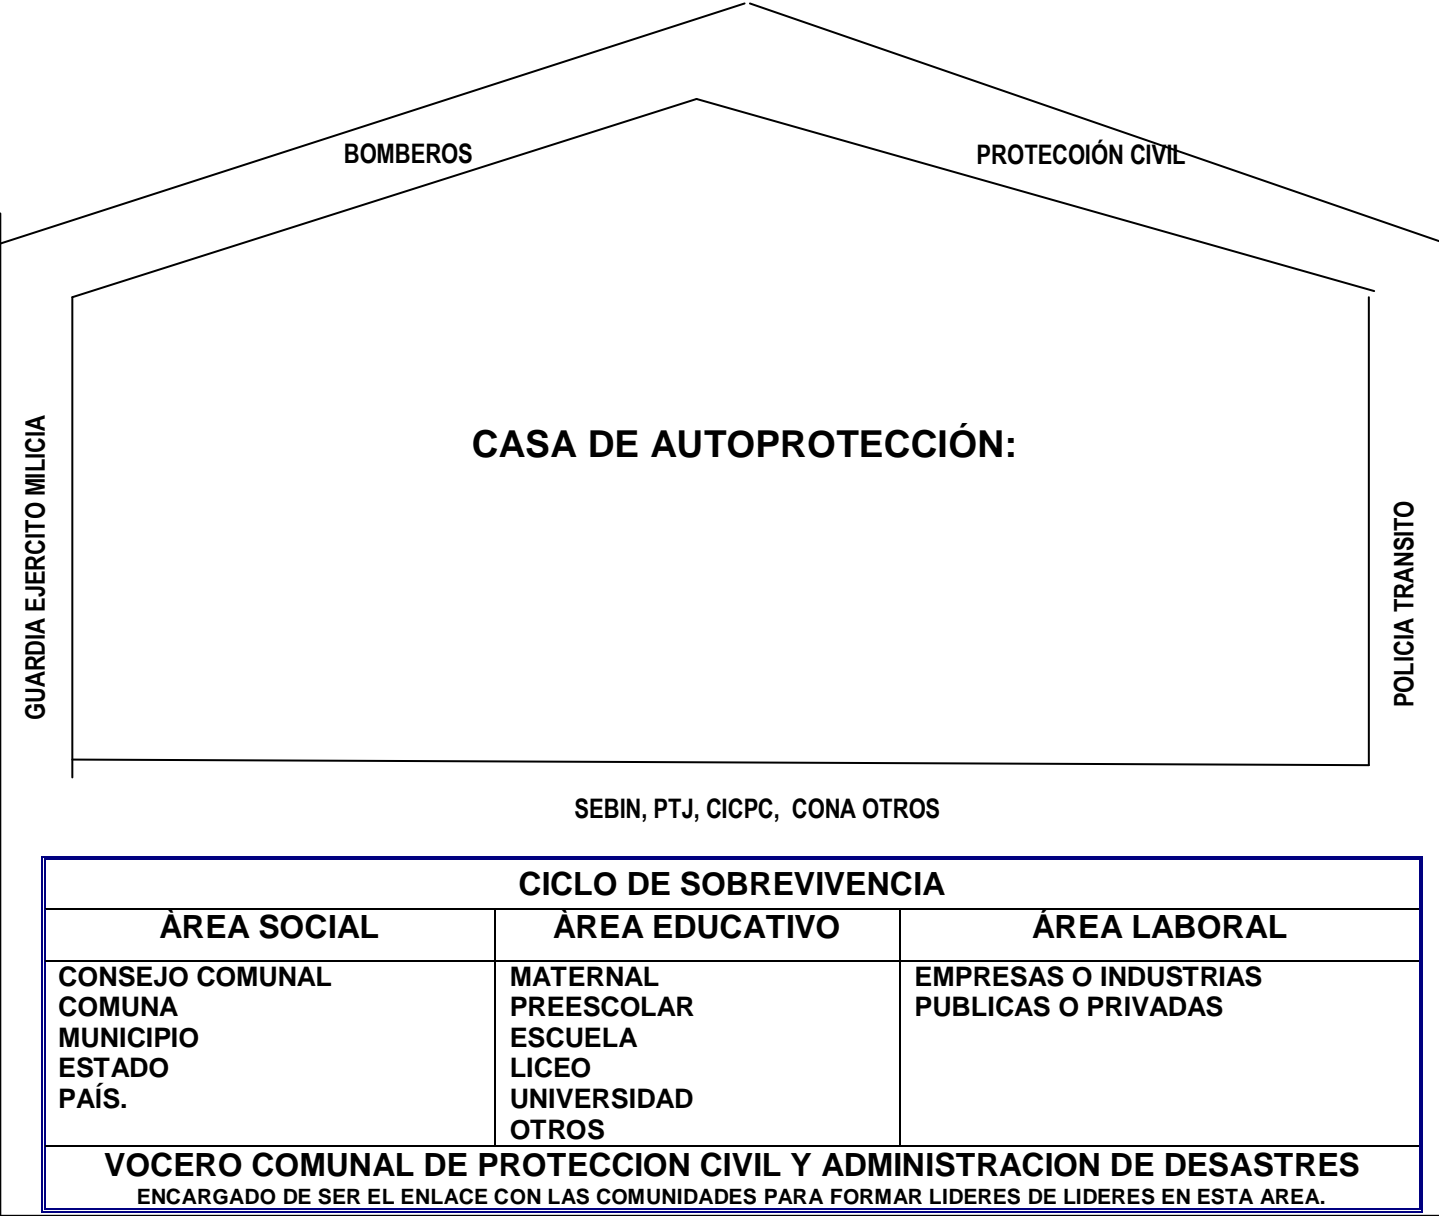 BOMBEROS
PROTECOIÓN CIVIL
CASA DE AUTOPROTECCIÓN:
GUARDIA EJERCITO MILICIA
POLICIA TRANSITO
SEBIN, PTJ, CICPC, CONA OTROS
CICLO DE SOBREVIVENCIA
ÀREA SOCIAL
ÀREA EDUCATIVO
ÁREA LABORAL
CONSEJO COMUNAL
COMUNA
MUNICIPIO
ESTADO
PAÍS.
MATERNAL
PREESCOLAR
ESCUELA
LICEO
UNIVERSIDAD
OTROS
EMPRESAS O INDUSTRIAS
PUBLICAS O PRIVADAS
VOCERO COMUNAL DE PROTECCION CIVIL Y ADMINISTRACION DE DESASTRES
ENCARGADO DE SER EL ENLACE CON LAS COMUNIDADES PARA FORMAR LIDERES DE LIDERES EN ESTA AREA.